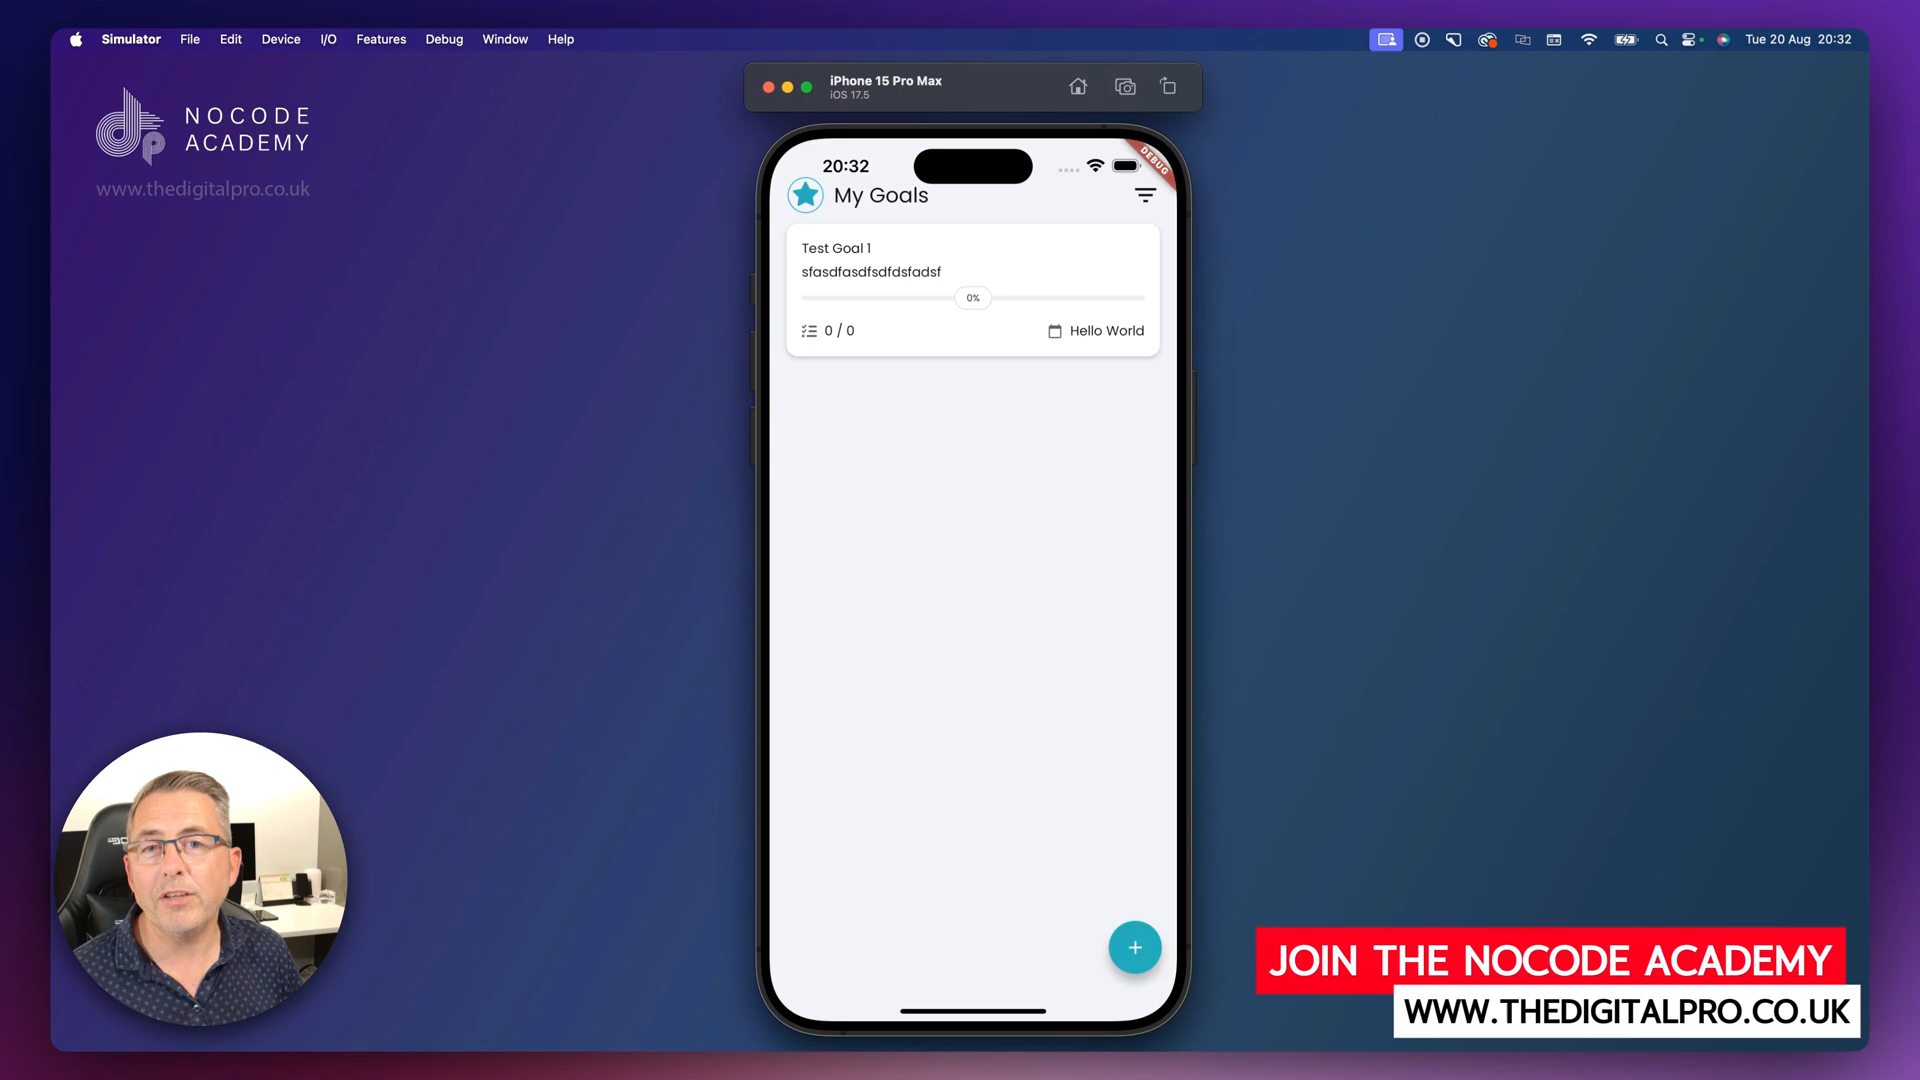 Simulator File Edit Device I/O Features Debug Window Help
Tue 20 Aug 20:32
NOCODE
ACADEMY
www.thedigitalpro.co.uk
iPhone 15 Pro Max
iOS 17.5
20:32
DEBUG
My Goals
Test Goal 1
sfasdfasdfsdfdsfadsf
0%
0 / 0
Hello World
JOIN THE NOCODE ACADEMY
WWW.THEDIGITALPRO.CO.UK